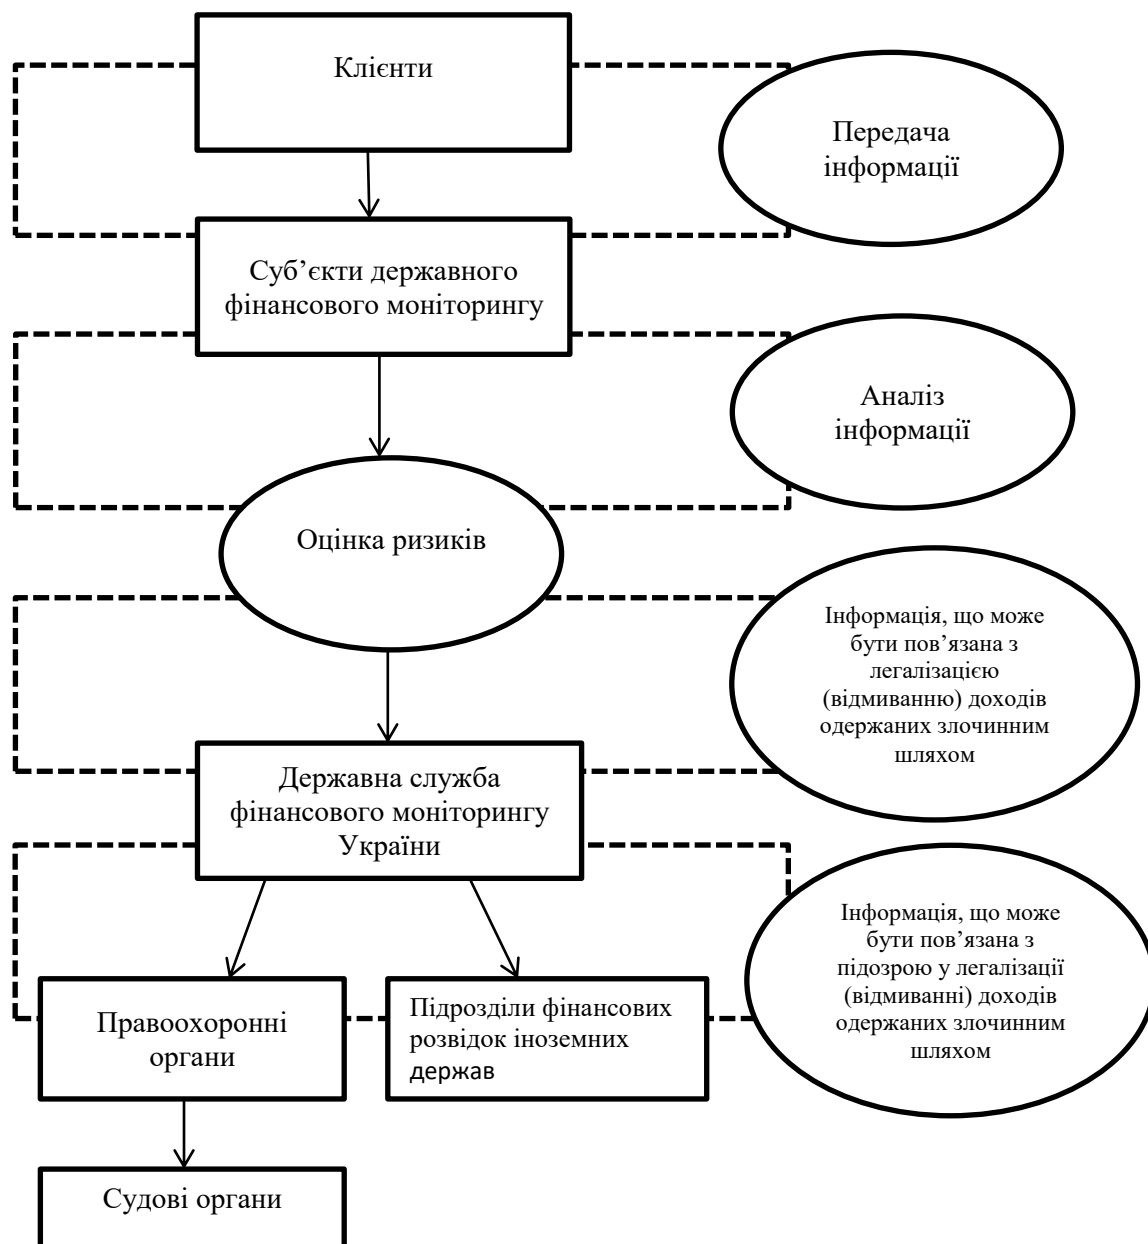 Клієнти
Передача
інформації
Суб’єкти державного
фінансового моніторингу
Аналіз
інформації
Оцінка ризиків
Інформація, що може
бути пов’язана з
легалізацією
(відмиванню) доходів
одержаних злочинним
шляхом
Державна служба
фінансового моніторингу
України
Інформація, що може
бути пов’язана з
підозрою у легалізації
(відмиванні) доходів
одержаних злочинним
шляхом
Правоохоронні
органи
Підрозділи фінансових
розвідок іноземних
держав
Судові органи